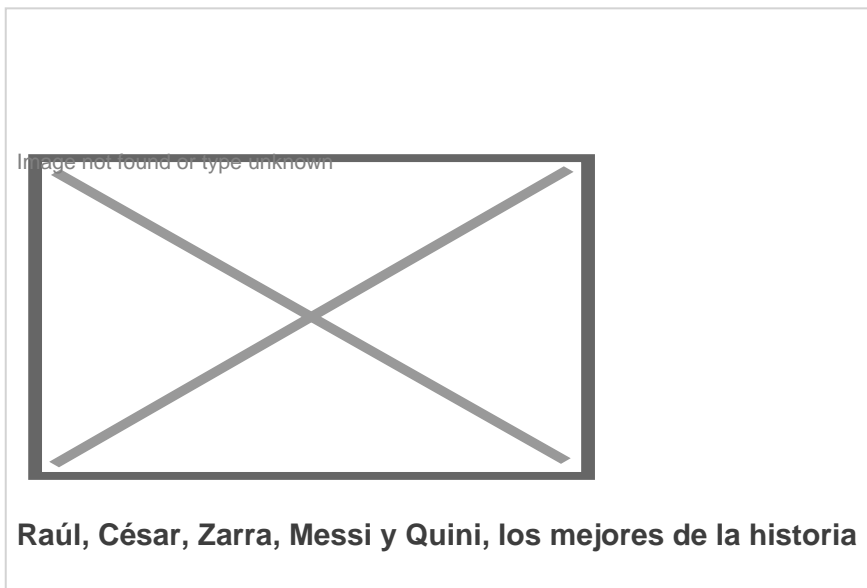 Image not found or type unknown
Raúl, César, Zarra, Messi y Quini, los mejores de la historia